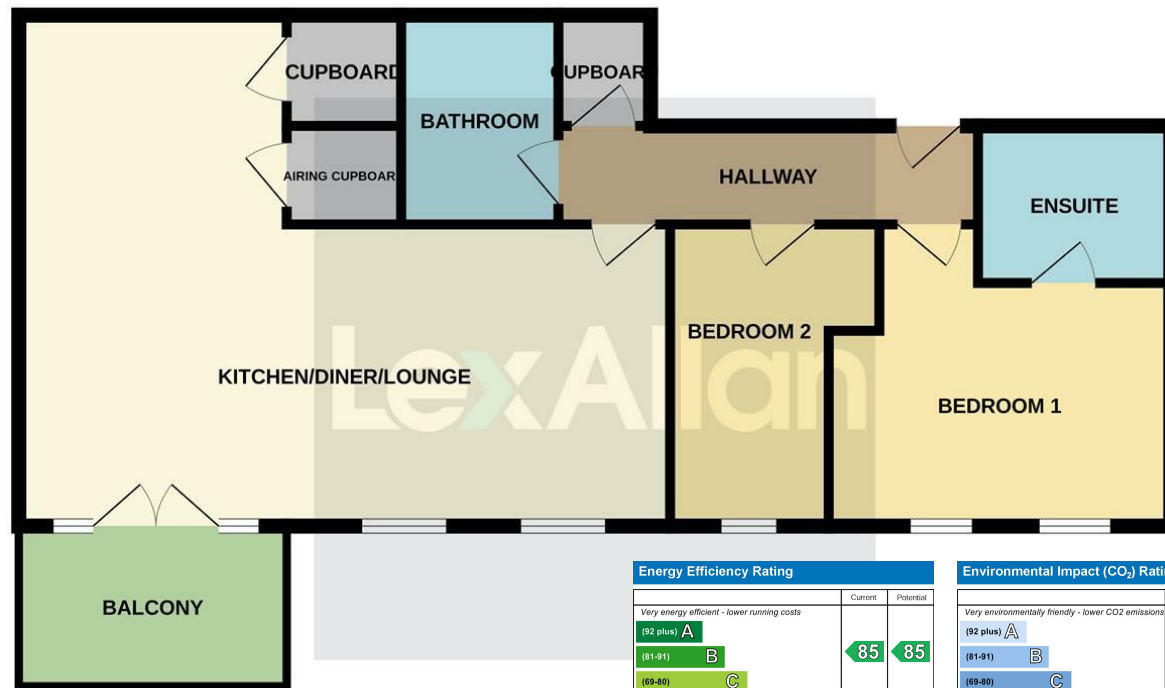 CUPBOARD
CUPBOARD
BATHROOM
AIRING CUPBOARD
HALLWAY
ENSUITE
BEDROOM 2
LexAllan
KITCHEN/DINER/LOUNGE
BEDROOM 1
BALCONY
Energy Efficiency Rating
Current Potential
Very energy efficient - lower running costs
(92 plus) A
(81-91) B
85 85
(69-80) C
Environmental Impact (CO₂) Rati
Very environmentally friendly - lower CO2 emissions
(92 plus) A
(81-91) B
(69-80) C